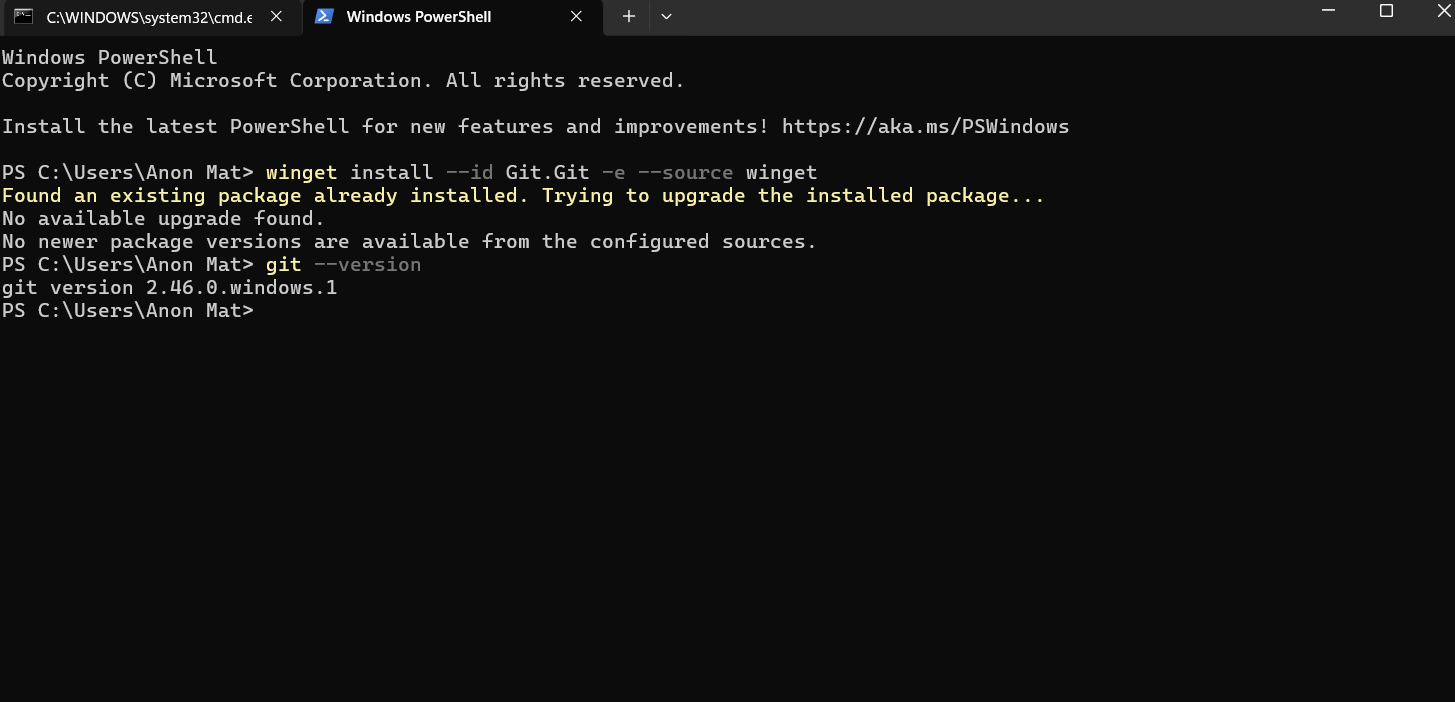 C:\WINDOWS\system32\cmd.e
Windows PowerShell
Windows PowerShell
Copyright (C) Microsoft Corporation. All rights reserved.
Install the latest PowerShell for new features and improvements! https://aka.ms/PSWindows
PS C:\Users\Anon Mat> winget install --id Git.Git -e --source winget
Found an existing package already installed. Trying to upgrade the installed package...
No available upgrade found.
No newer package versions are available from the configured sources.
PS C:\Users\Anon Mat> git --version
git version 2.46.0.windows.1
PS C:\Users\Anon Mat>